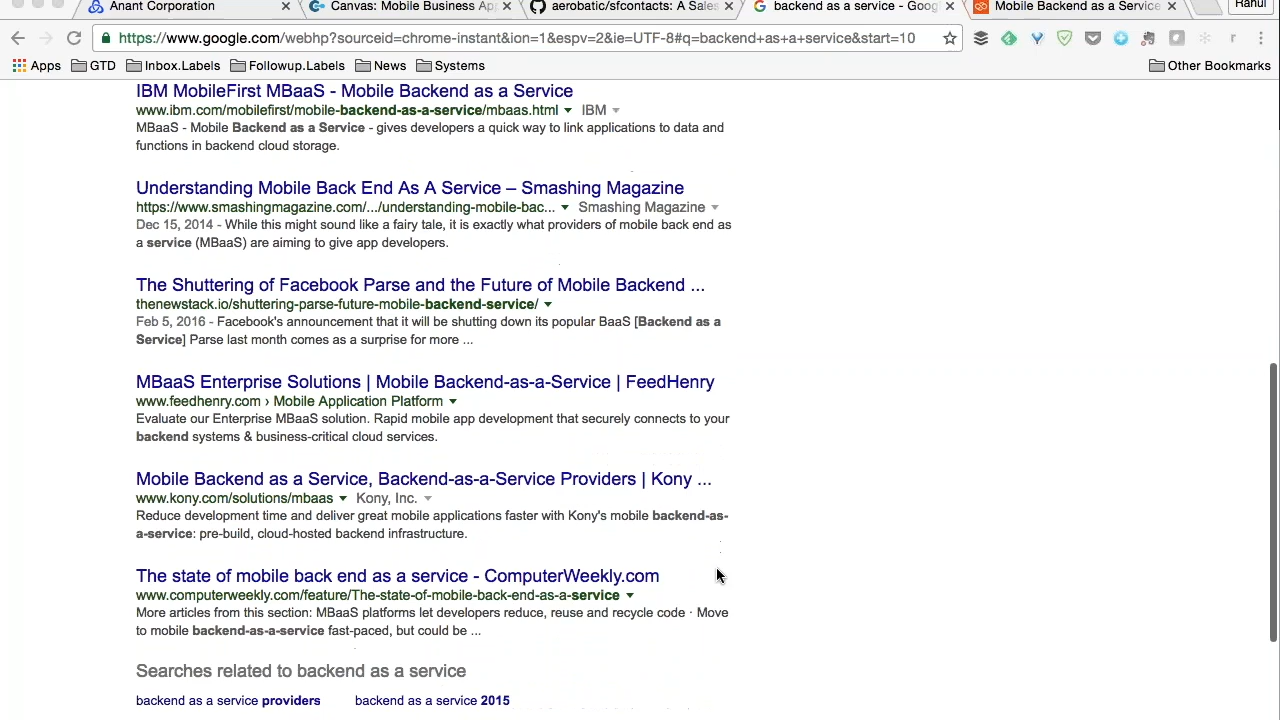 Anant Corporation
Canvas: Mobile Business App
aerobatic/sfcontacts: A Sales
backend as a service - Goog
Mobile Backend as a Service
Rahul
https://www.google.com/webhp?sourceid=chrome-instant&ion=1&espv=2&ie=UTF-8#q=backend+as+a+service&start=10
Apps GTD Inbox.Labels Followup.Labels News Systems Other Bookmarks
IBM MobileFirst MBaaS - Mobile Backend as a Service
www.ibm.com/mobilefirst/mobile-backend-as-a-service/mbaas.html IBM
MBaaS - Mobile Backend as a Service - gives developers a quick way to link applications to data and
functions in backend cloud storage.
Understanding Mobile Back End As A Service – Smashing Magazine
https://www.smashingmagazine.com/.../understanding-mobile-bac... Smashing Magazine
Dec 15, 2014 - While this might sound like a fairy tale, it is exactly what providers of mobile back end as
a service (MBaaS) are aiming to give app developers.
The Shuttering of Facebook Parse and the Future of Mobile Backend ...
thenewstack.io/shuttering-parse-future-mobile-backend-service/
Feb 5, 2016 - Facebook's announcement that it will be shutting down its popular BaaS [Backend as a
Service] Parse last month comes as a surprise for more ...
MBaaS Enterprise Solutions | Mobile Backend-as-a-Service | FeedHenry
www.feedhenry.com › Mobile Application Platform
Evaluate our Enterprise MBaaS solution. Rapid mobile app development that securely connects to your
backend systems & business-critical cloud services.
Mobile Backend as a Service, Backend-as-a-Service Providers | Kony ...
www.kony.com/solutions/mbaas Kony, Inc.
Reduce development time and deliver great mobile applications faster with Kony's mobile backend-as-
a-service: pre-build, cloud-hosted backend infrastructure.
The state of mobile back end as a service - ComputerWeekly.com
www.computerweekly.com/feature/The-state-of-mobile-back-end-as-a-service
More articles from this section: MBaaS platforms let developers reduce, reuse and recycle code · Move
to mobile backend-as-a-service fast-paced, but could be ...
Searches related to backend as a service
backend as a service providers backend as a service 2015